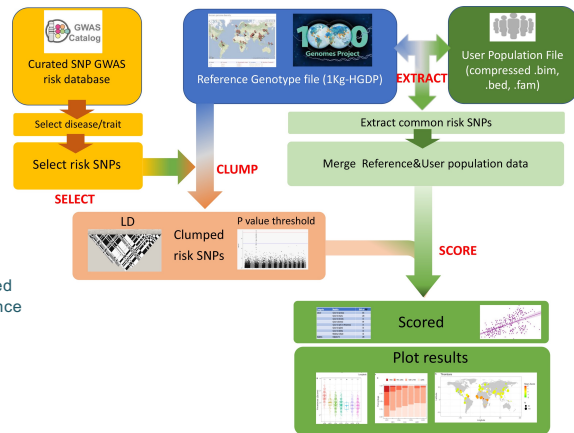 GWAS
Catalog
Curated SNP GWAS
risk database
Select disease/trait
Select risk SNPs
SELECT
1000
Genomes Project
Reference Genotype file (1Kg-HGDP)
EXTRACT
User Population File
(compressed .bim,
.bed, .fam)
Extract common risk SNPs
Merge Reference&User population data
CLUMP
LD
P value threshold
Clumped
risk SNPs
SCORE
ed
nce
Scored
Plot results